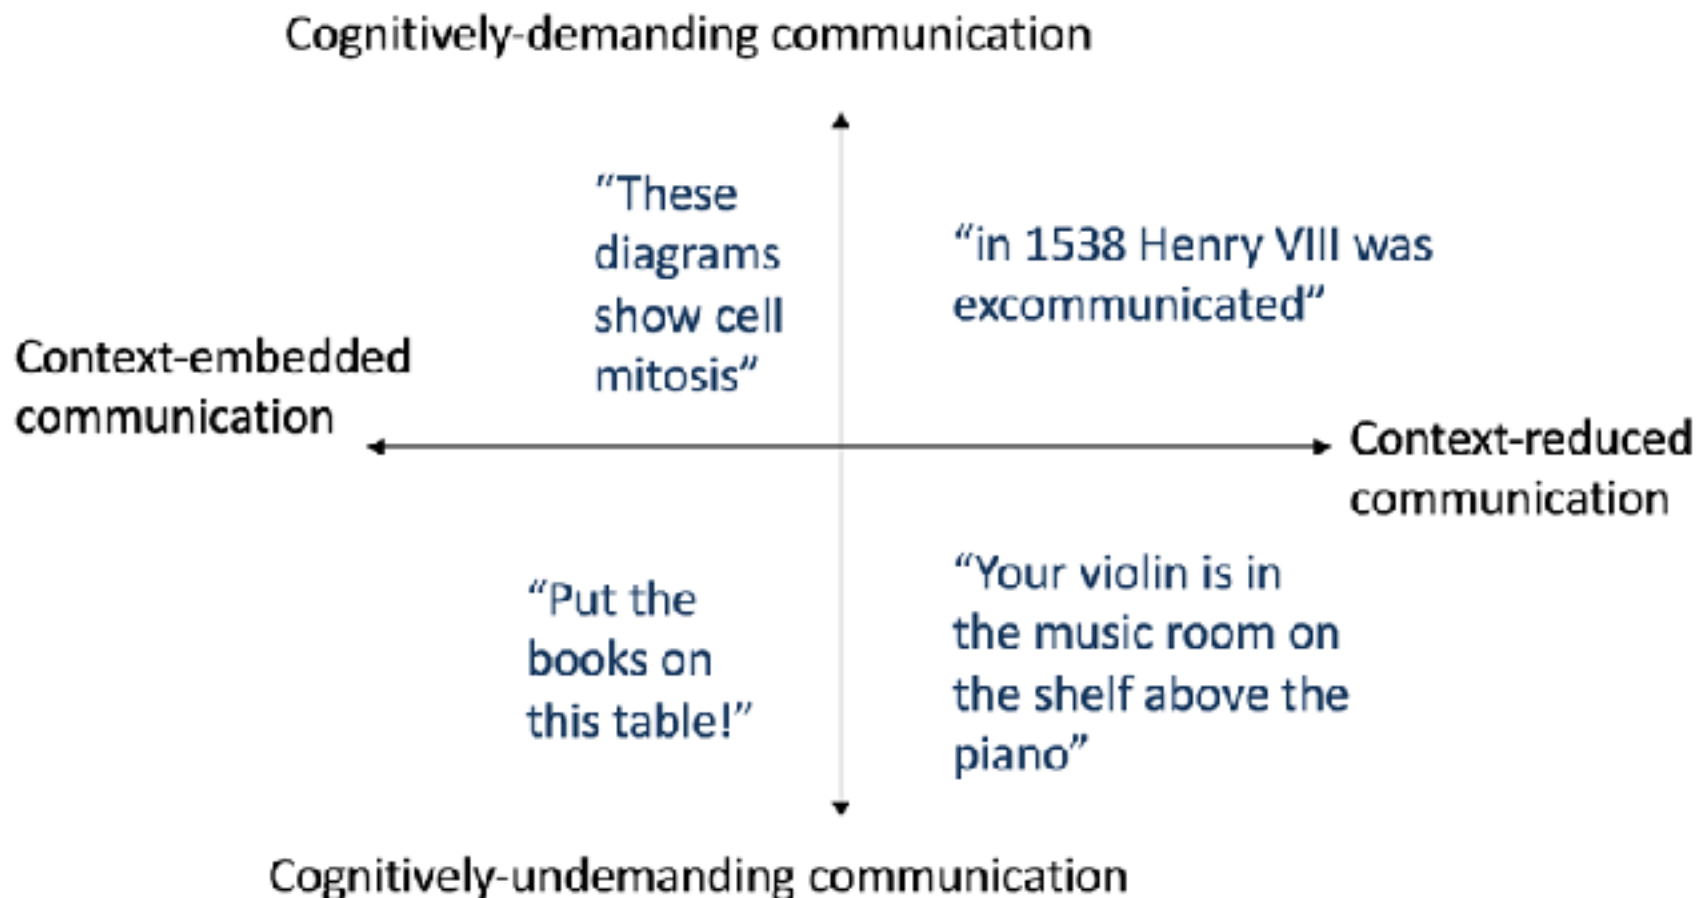 Cognitively-demanding communication
“These
diagrams
show cell
mitosis”
“in 1538 Henry VIII was
excommunicated“
Context-embedded
communication
Context-reduced
communication
“Put the
books on
this table!”
“Your violin is in
the music room on
the shelf above the
piano”
Cognitively-undemanding communication